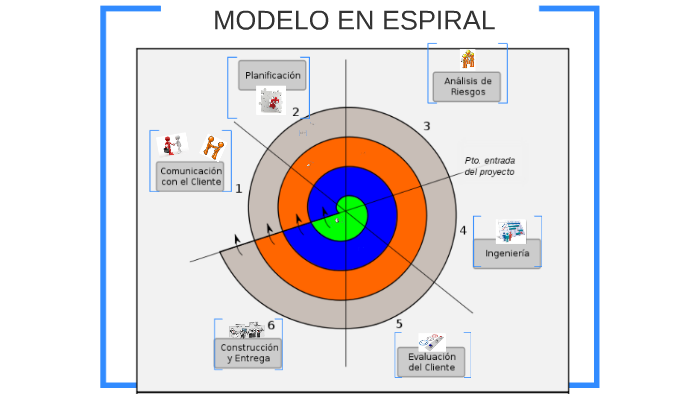 MODELO EN ESPIRAL
Planificación
Análisis de
Riesgos
2
3
Pto. entrada
del proyecto
Comunicación
con el Cliente
1
4
Ingeniería
6
5
Construcción
y Entrega
Evaluación
del Cliente